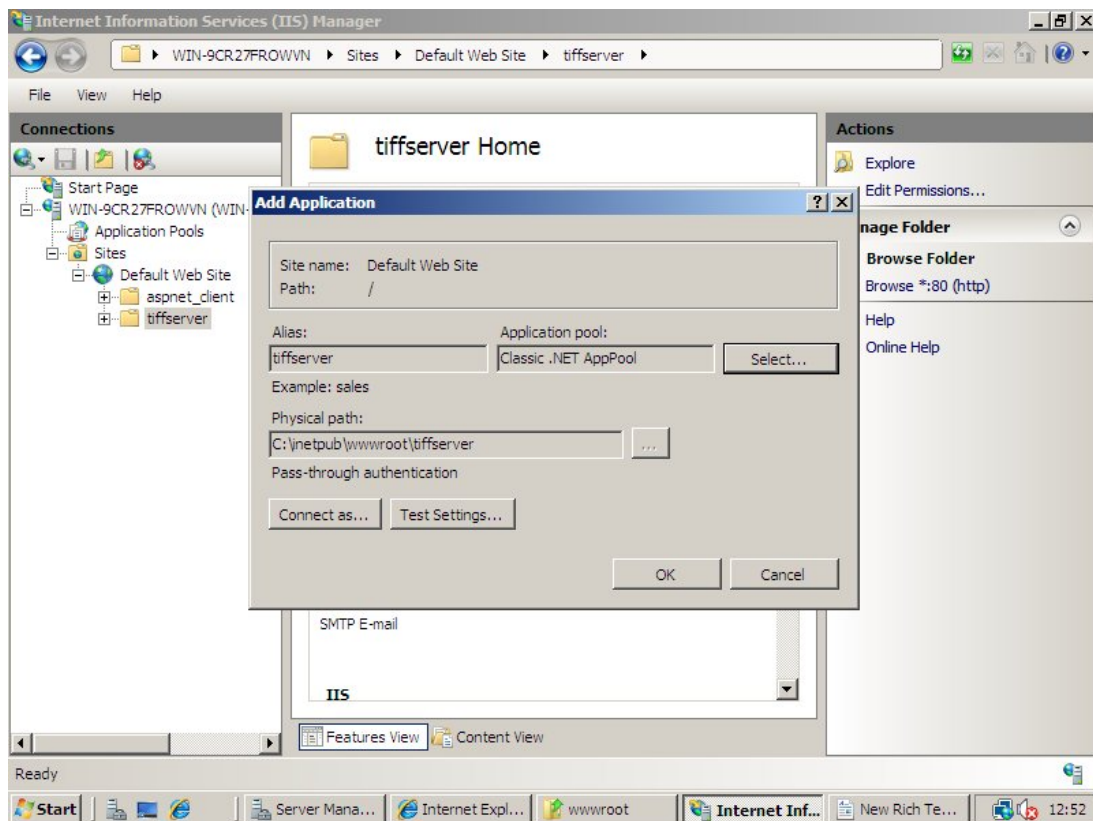 Internet Information Services (IIS) Manager
WIN-9CR27FROWVN Sites Default Web Site tiffserver
File View Help
Connections
Start Page
WIN-9CR27FROWVN (WIN-
Application Pools
Sites
Default Web Site
aspnet_client
tiffserver
tiffserver Home
Add Application
Site name: Default Web Site
Path: /
Alias:
Application pool:
tiffserver
Classic .NET AppPool
Select...
Example: sales
Physical path:
C:\inetpub\wwwroot\tiffserver
...
Pass-through authentication
Connect as... Test Settings...
OK Cancel
SMTP E-mail
IIS
Features View Content View
Actions
Explore
Edit Permissions...
nage Folder
Browse Folder
Browse *:80 (http)
Help
Online Help
Ready
Start Server Mana... Internet Expl... wwwroot Internet Inf... New Rich Te... 12:52